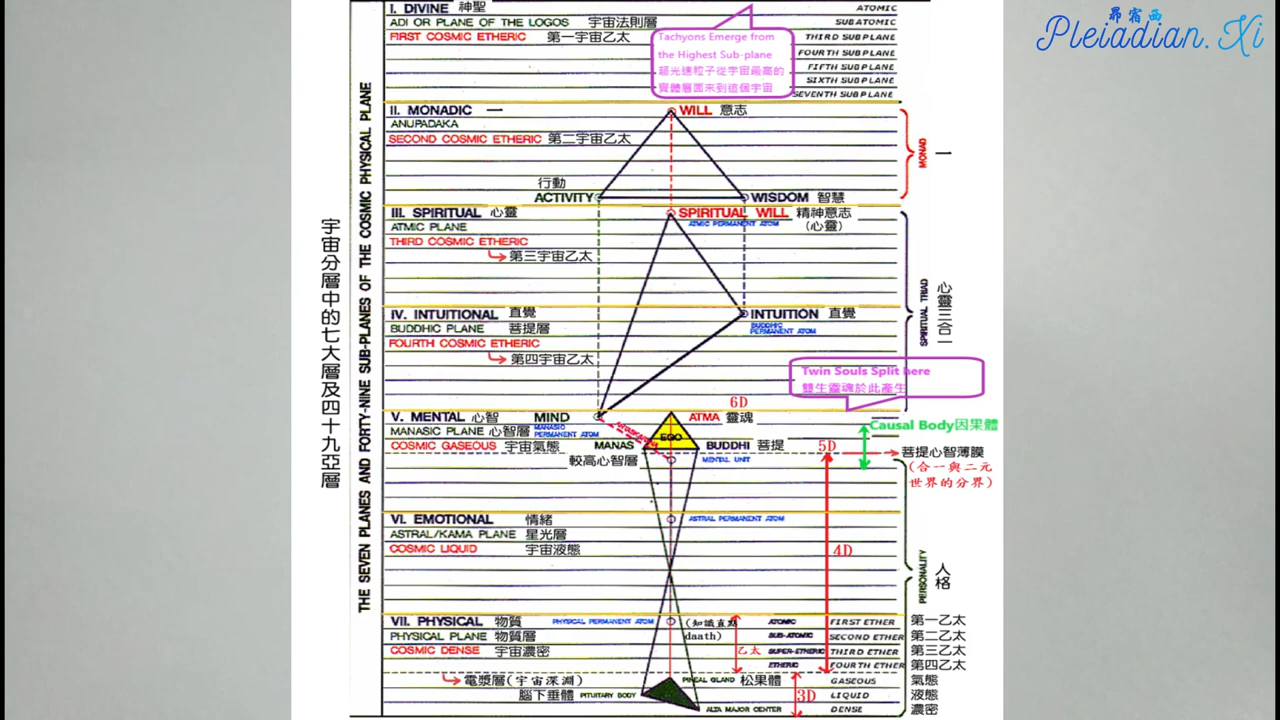 昴宿西
Pleiadian.Xi
宇宙分層中的七大層及四十九亞層
THE SEVEN PLANES AND FORTY-NINE SUB-PLANES OF THE COSMIC PHYSICAL PLANE
I. DIVINE 神聖
ATOMIC
ADI OR PLANE OF THE LOGOS 宇宙法則層
SUBATOMIC
FIRST COSMIC ETHERIC 第一宇宙乙太
THIRD SUBPLANE
FOURTH SUBPLANE
FIFTH SUBPLANE
SIXTH SUBPLANE
SEVENTH SUBPLANE
Tachyons Emerge from
the Highest Sub-plane
超光速粒子從宇宙最高的
實體層面來到這個宇宙
II. MONADIC 一
WILL 意志
ANUPADAKA
SECOND COSMIC ETHERIC 第二宇宙乙太
MONAD 一
行動
ACTIVITY
WISDOM 智慧
III. SPIRITUAL 心靈
SPIRITUAL WILL 精神意志
(心靈)
ATMIC PLANE
ATMIC PERMANENT ATOM
THIRD COSMIC ETHERIC
第三宇宙乙太
SPIRITUAL TRIAD 心靈三合一
IV. INTUITIONAL 直覺
INTUITION 直覺
BUDDHIC PLANE 菩提層
BUDDHIC
PERMANENT ATOM
FOURTH COSMIC ETHERIC
第四宇宙乙太
Twin Souls Split here
雙生靈魂於此產生
6D
V. MENTAL 心智
MIND
ATMA 靈魂
Causal Body因果體
MANASIC PLANE 心智層
MANASIC
PERMANENT ATOM
EGO
COSMIC GASEOUS 宇宙氣態
MANAS
BUDDHI 菩提
5D
菩提心智薄膜
較高心智層
MENTAL UNIT
(合一與二元
世界的分界)
VI. EMOTIONAL 情緒
ASTRAL PERMANENT ATOM
ASTRAL/KAMA PLANE 星光層
COSMIC LIQUID 宇宙液態
4D
PERSONALITY 人格
VII. PHYSICAL 物質
PHYSICAL PERMANENT ATOM
(知識直點
daath)
ATOMIC
FIRST ETHER 第一乙太
PHYSICAL PLANE 物質層
SUB-ATOMIC
SECOND ETHER 第二乙太
COSMIC DENSE 宇宙濃密
乙太
SUPER-ETHERIC
THIRD ETHER 第三乙太
ETHERIC
FOURTH ETHER 第四乙太
電漿層(宇宙深淵)
PINEAL GLAND 松果體
GASEOUS 氣態
腦下垂體 PITUITARY BODY
3D
LIQUID 液態
ALTA MAJOR CENTER
DENSE 濃密